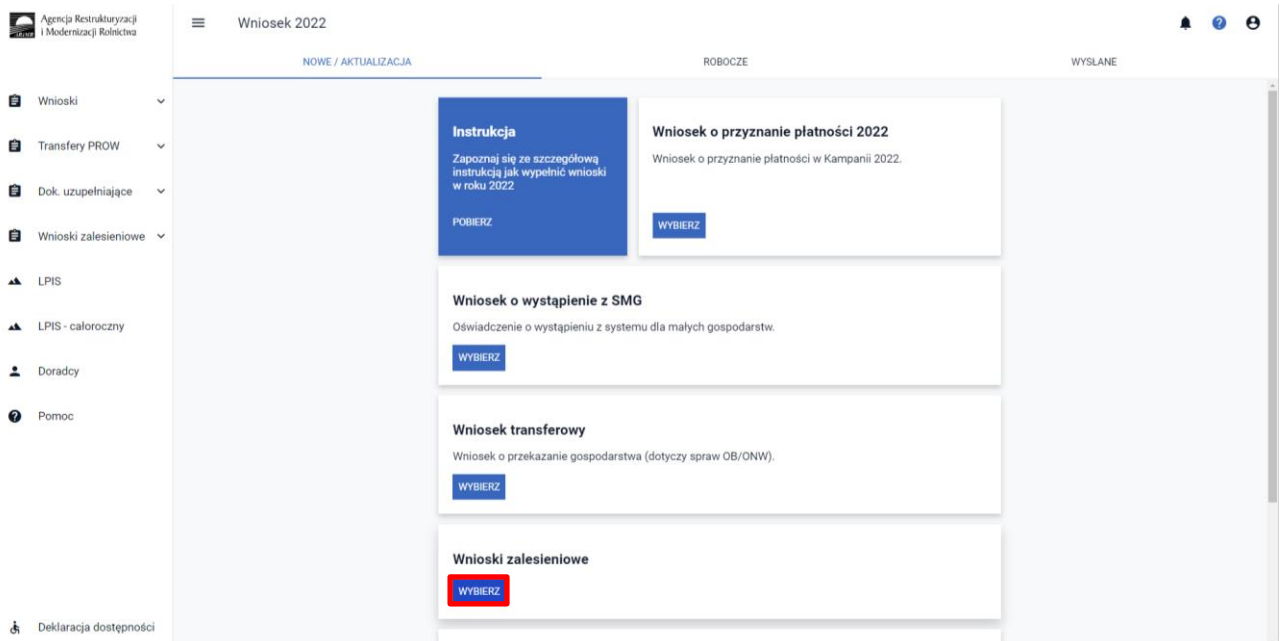 Agencja Restrukturyzacji
i Modernizacji Rolnictwa
Wniosek 2022
NOWE / AKTUALIZACJA
ROBOCZE
WYSŁANE
Wnioski
Transfery PROW
Dok. uzupełniające
Wnioski zalesieniowe
LPIS
LPIS - całoroczny
Doradcy
Pomoc
Deklaracja dostępności
Instrukcja
Zapoznaj się ze szczegółową
instrukcją jak wypełnić wnioski
w roku 2022
POBIERZ
Wniosek o przyznanie płatności 2022
Wniosek o przyznanie płatności w Kampanii 2022.
WYBIERZ
Wniosek o wystąpienie z SMG
Oświadczenie o wystąpieniu z systemu dla małych gospodarstw.
WYBIERZ
Wniosek transferowy
Wniosek o przekazanie gospodarstwa (dotyczy spraw OB/ONW).
WYBIERZ
Wnioski zalesieniowe
WYBIERZ